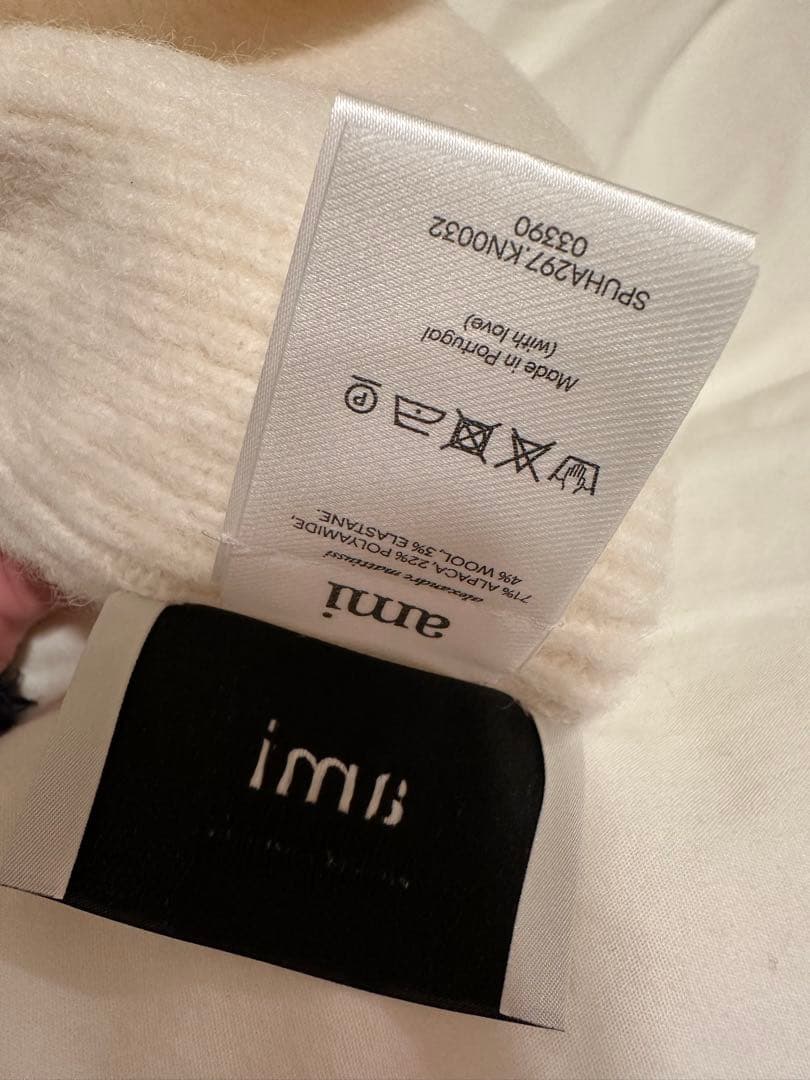 ami
alexandre mattiussi
71% ALPACA, 22% POLYAMIDE,
4% WOOL, 3% ELASTANE.
P
Made in Portugal
(with love)
SPUHA297.KN0032
03390
ami